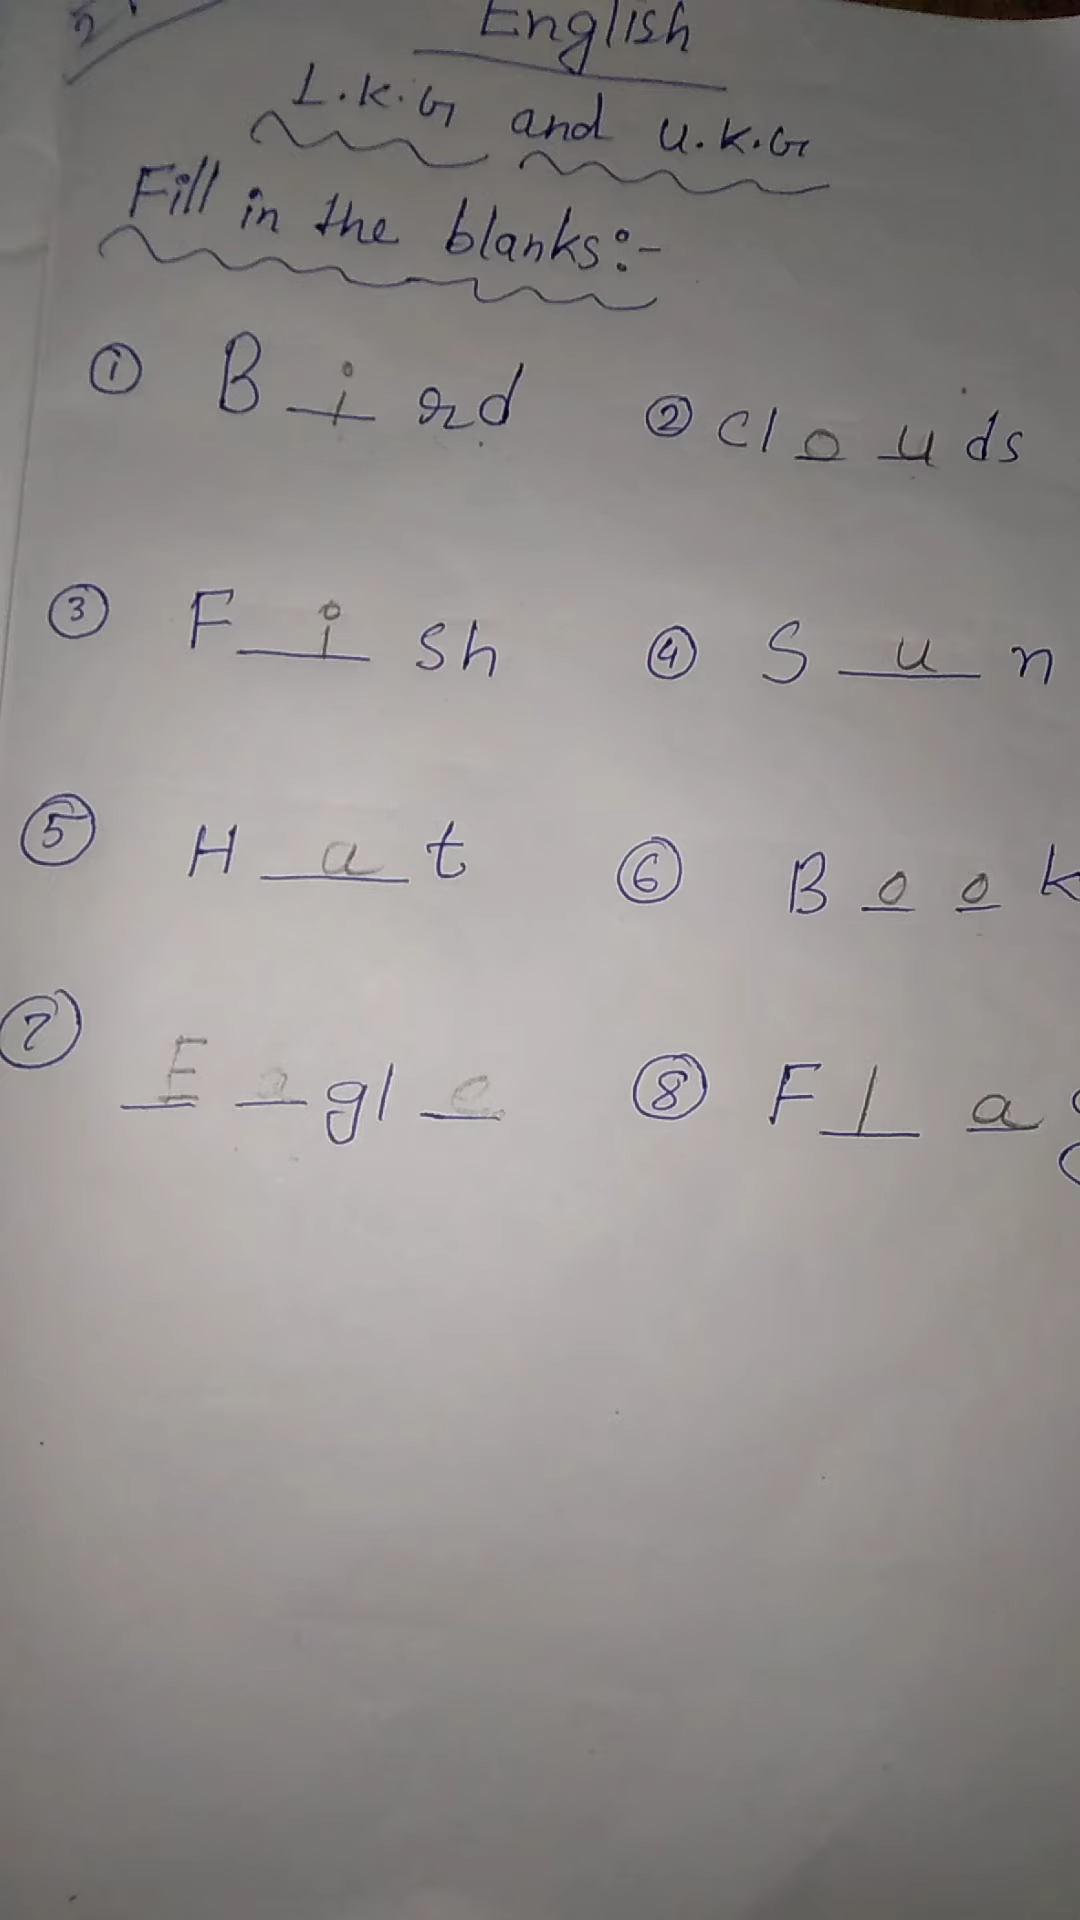 English
L.K.G and U.K.G
Fill in the blanks:-
① B i rd ② Cl o u ds
③ F i sh ④ S u n
⑤ H a t ⑥ B o o k
⑦ E a gl e ⑧ F l a g